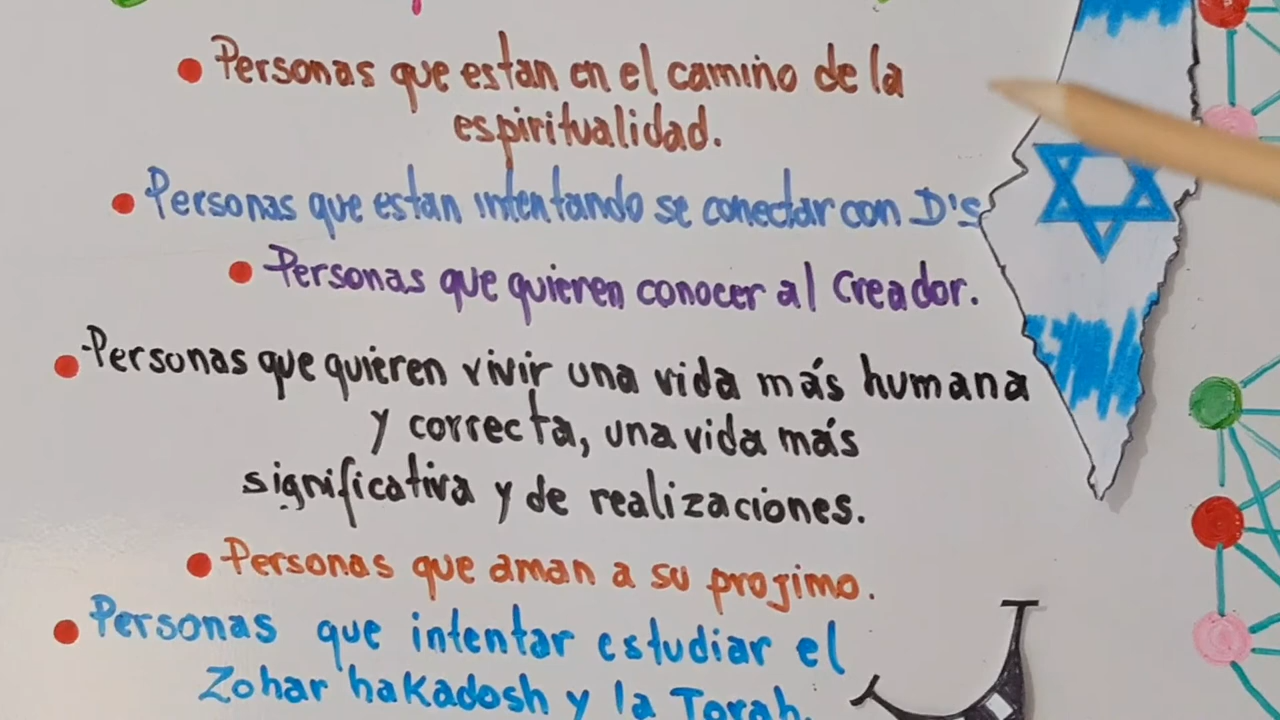 Personas que estan en el camino de la
espiritualidad.
Personas que estan intentando se conectar con D's
Personas que quieren conocer al Creador.
Personas que quieren vivir una vida más humana
y correcta, una vida más
significativa y de realizaciones.
Personas que aman a su projimo.
Personas que intentar estudiar el
Zohar haKadosh y la Torah.